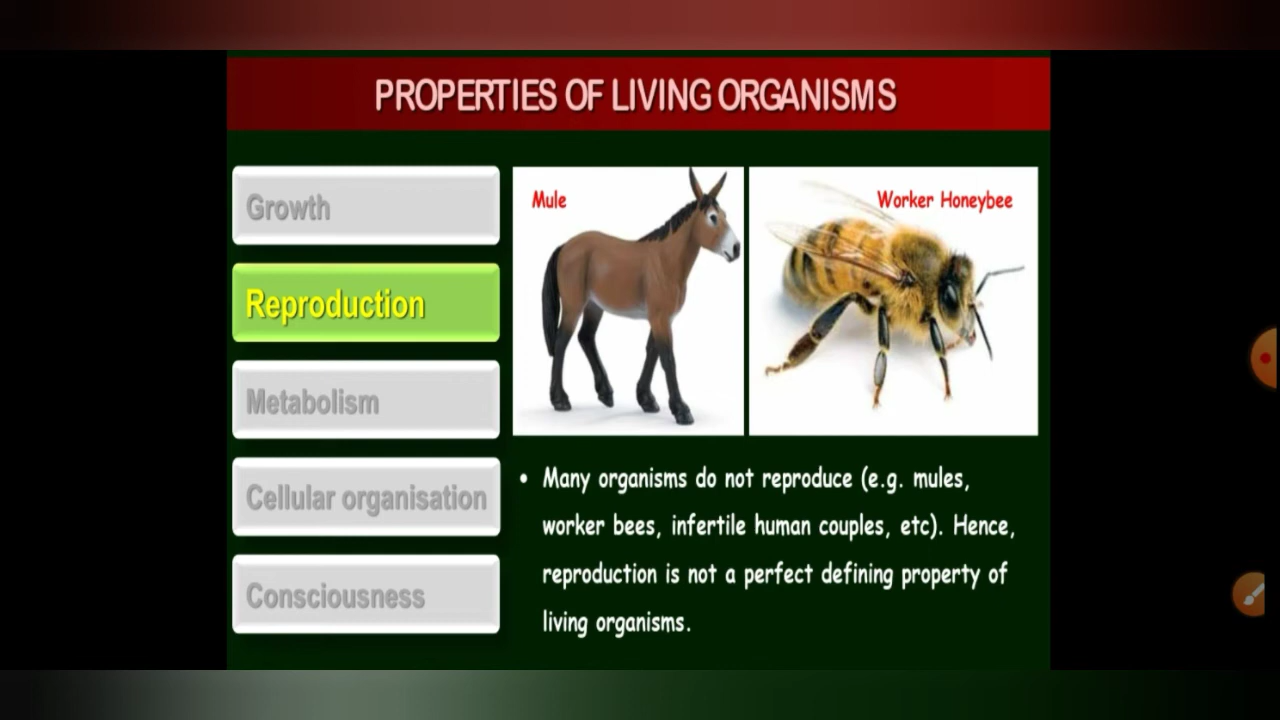 PROPERTIES OF LIVING ORGANISMS
Growth
Reproduction
Metabolism
Cellular organisation
Consciousness
Mule
Worker Honeybee
• Many organisms do not reproduce (e.g. mules,
worker bees, infertile human couples, etc). Hence,
reproduction is not a perfect defining property of
living organisms.